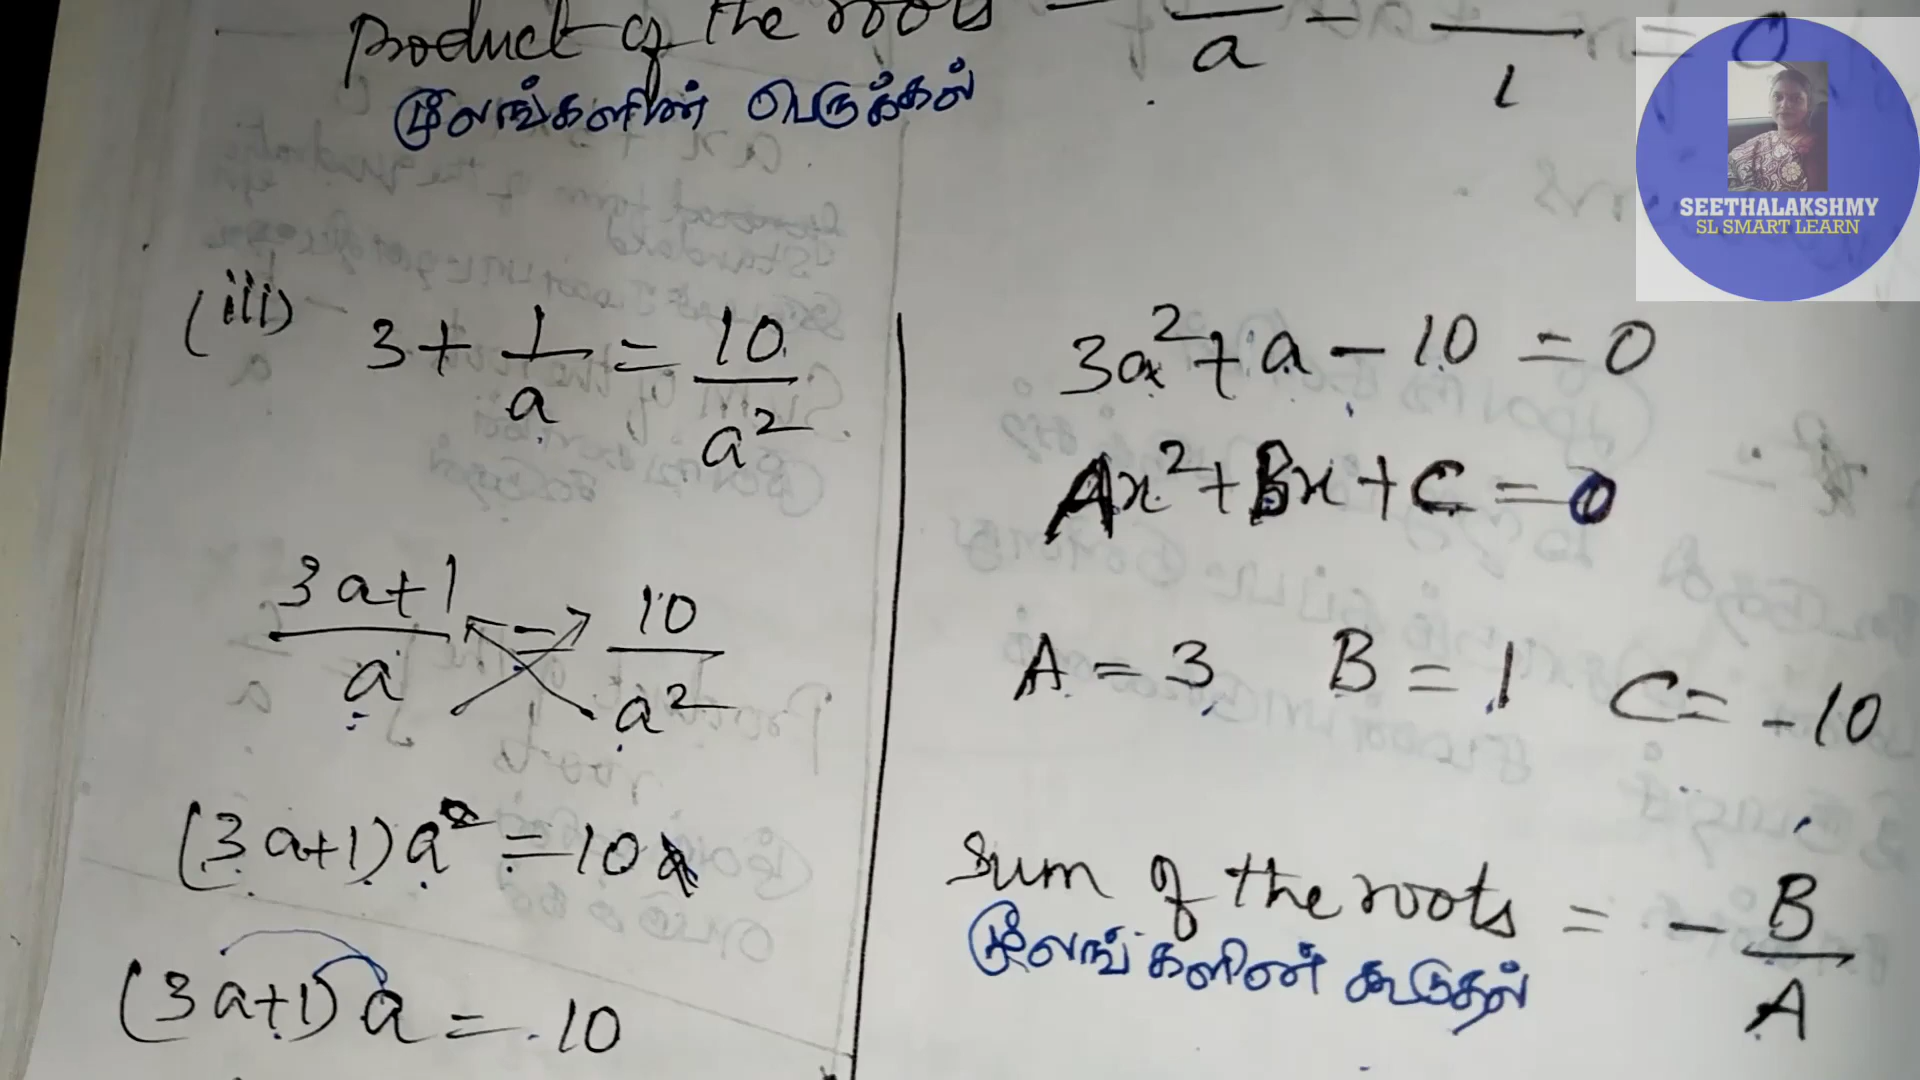 Product of the roots = — = — = 0
a 1
மூலங்களின் பெருக்கல்
SEETHALAKSHMY
SL SMART LEARN
(iii) 3 + 1/a = 10/a²
(3a+1)/a = 10/a²
(3a+1)a² = 10a
(3a+1)a = 10
3a² + a - 10 = 0
Ax² + Bx + C = 0
A = 3 B = 1 C = -10
Sum of the roots = - B/A
மூலங்களின் கூடுதல்